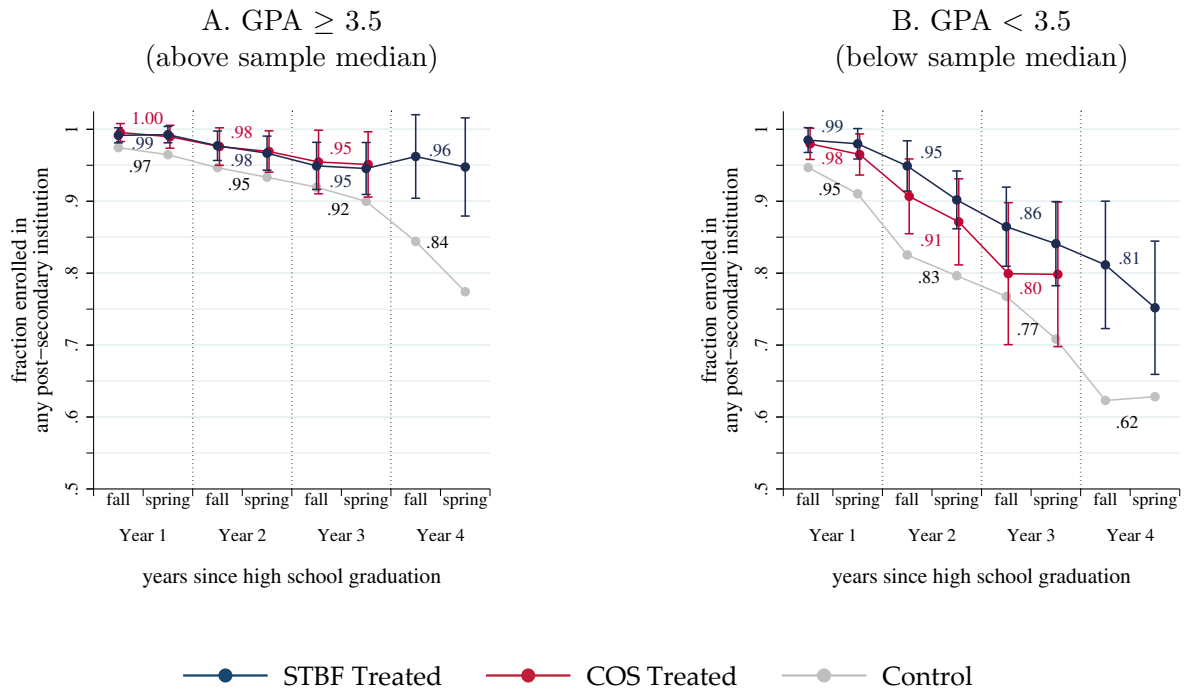 A. GPA ≥ 3.5
(above sample median)
fraction enrolled in
any post−secondary institution
1
.9
.8
.7
.6
.5
1.00
.99
.97
.98
.98
.95
.95
.95
.92
.96
.84
fall spring fall spring fall spring fall spring
Year 1 Year 2 Year 3 Year 4
years since high school graduation
B. GPA < 3.5
(below sample median)
fraction enrolled in
any post−secondary institution
1
.9
.8
.7
.6
.5
.99
.98
.95
.95
.91
.83
.86
.80
.77
.81
.62
fall spring fall spring fall spring fall spring
Year 1 Year 2 Year 3 Year 4
years since high school graduation
STBF Treated COS Treated Control